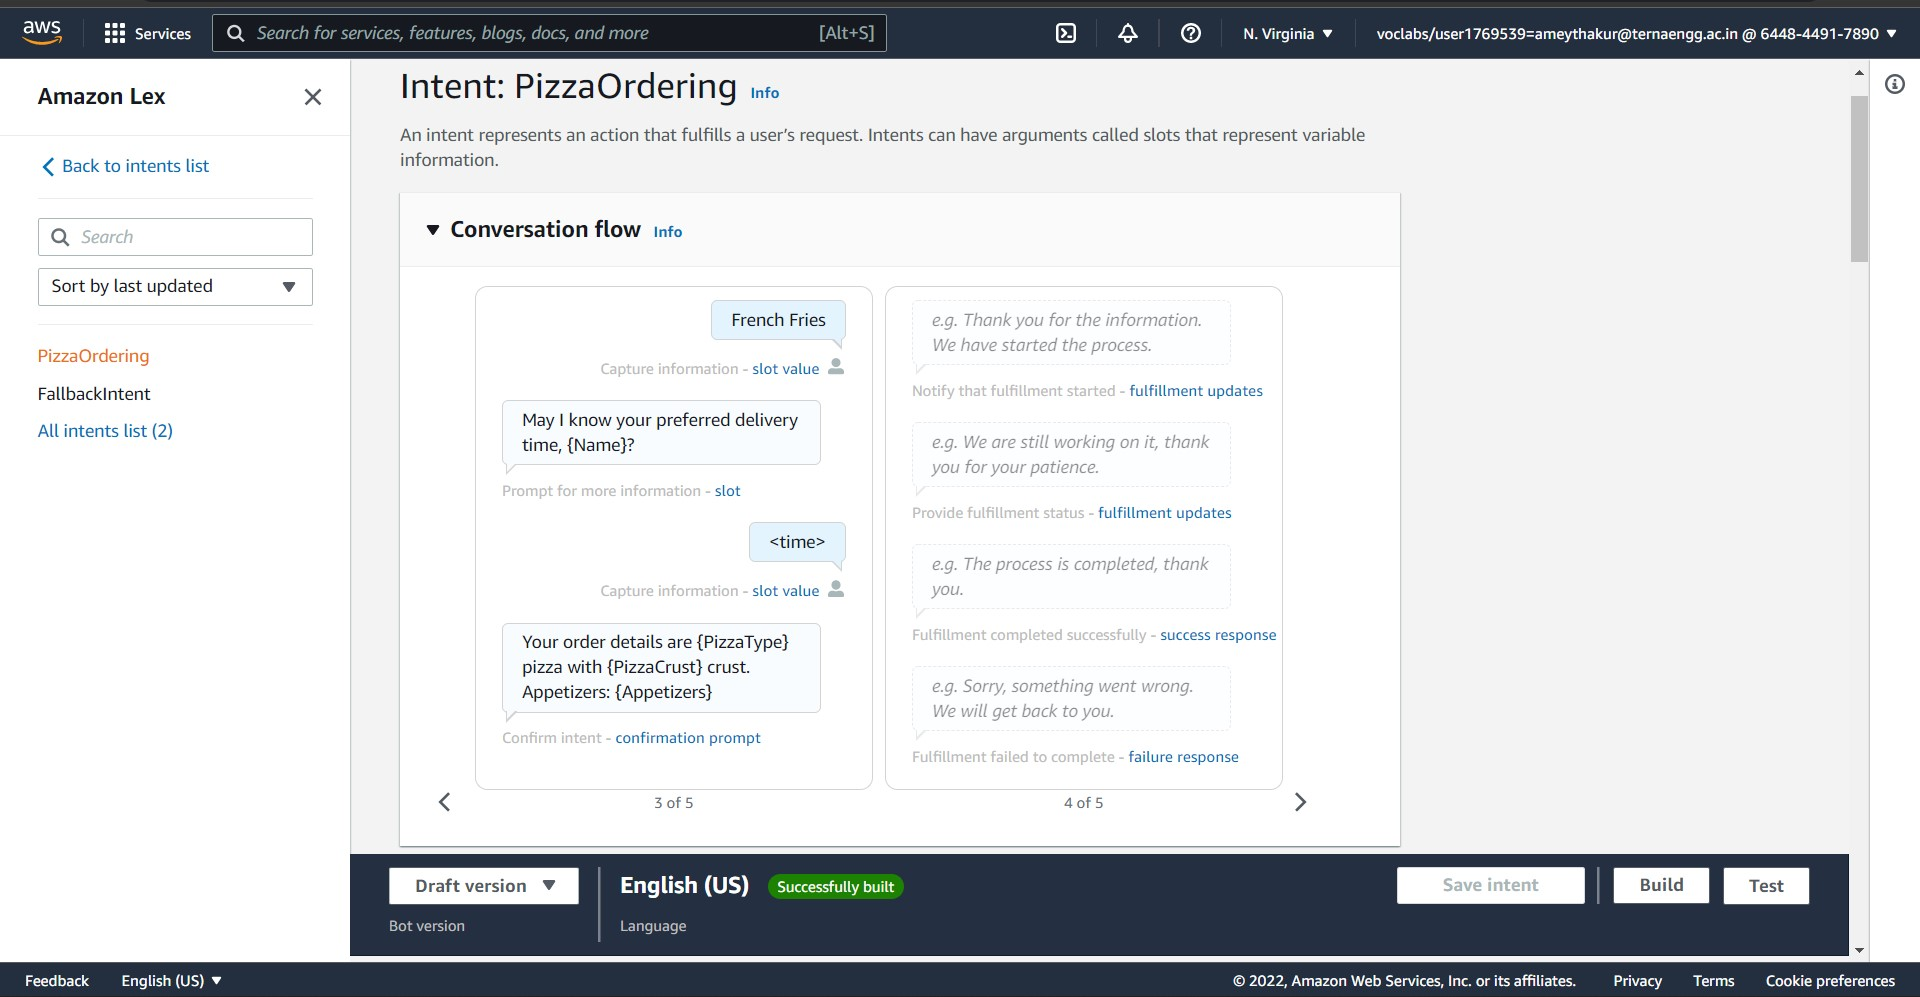 aws
Services
Search for services, features, blogs, docs, and more
[Alt+S]
N. Virginia
voclabs/user1769539=ameythakur@ternaengg.ac.in @ 6448-4491-7890
Amazon Lex
Back to intents list
Search
Sort by last updated
PizzaOrdering
FallbackIntent
All intents list (2)
Intent: PizzaOrdering Info
An intent represents an action that fulfills a user's request. Intents can have arguments called slots that represent variable
information.
Conversation flow Info
French Fries
Capture information - slot value
May I know your preferred delivery
time, {Name}?
Prompt for more information - slot
<time>
Capture information - slot value
Your order details are {PizzaType}
pizza with {PizzaCrust} crust.
Appetizers: {Appetizers}
Confirm intent - confirmation prompt
3 of 5
e.g. Thank you for the information.
We have started the process.
Notify that fulfillment started - fulfillment updates
e.g. We are still working on it, thank
you for your patience.
Provide fulfillment status - fulfillment updates
e.g. The process is completed, thank
you.
Fulfillment completed successfully - success response
e.g. Sorry, something went wrong.
We will get back to you.
Fulfillment failed to complete - failure response
4 of 5
Draft version
Bot version
English (US) Successfully built
Language
Save intent
Build
Test
Feedback
English (US)
© 2022, Amazon Web Services, Inc. or its affiliates.
Privacy
Terms
Cookie preferences